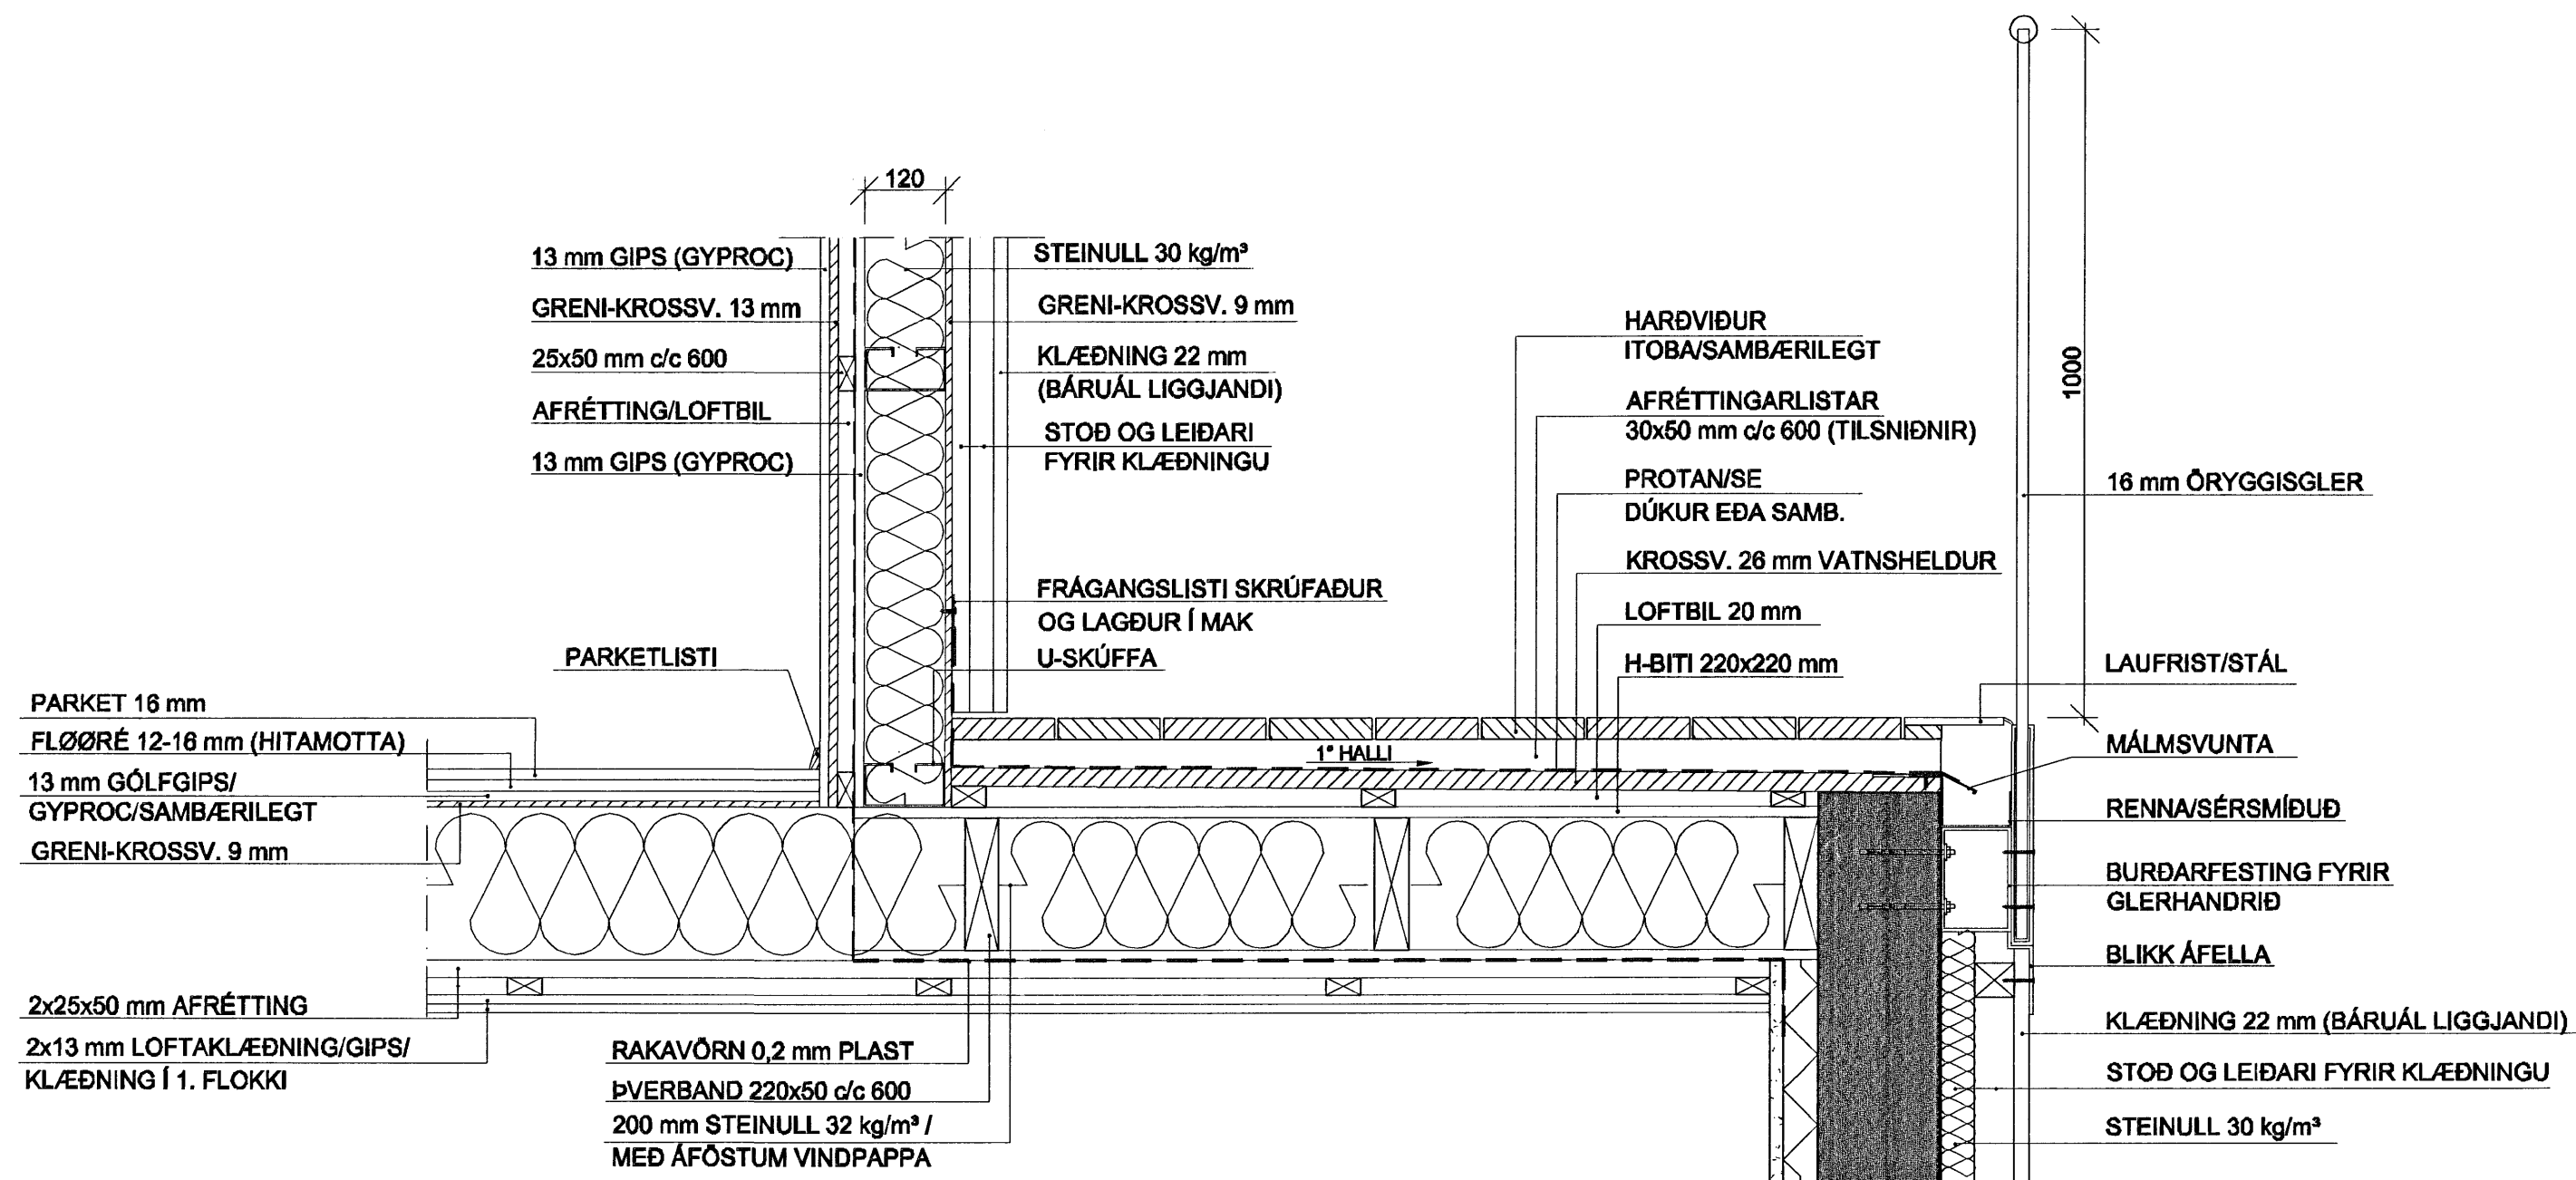 120
13 mm GIPS (GYPROC)
GRENI-KROSSV. 13 mm
25x50 mm c/c 600
AFRÉTTING/LOFTBIL
13 mm GIPS (GYPROC)
PARKETLISTI
STEINULL 30 kg/m³
GRENI-KROSSV. 9 mm
KLÆÐNING 22 mm
(BÁRUÁL LIGGJANDI)
STOÐ OG LEIÐARI
FYRIR KLÆÐNINGU
FRÁGANGSLISTI SKRÚFAÐUR
OG LAGÐUR Í MAK
U-SKÚFFA
HARÐVIÐUR
ITOBA/SAMBÆRILEGT
AFRÉTTINGARLISTAR
30x50 mm c/c 600 (TILSNIÐNIR)
PROTAN/SE
DÚKUR EÐA SAMB.
KROSSV. 26 mm VATNSHELDUR
LOFTBIL 20 mm
H-BITI 220x220 mm
1° HALLI
1000
16 mm ÖRYGGISGLER
LAUFRIST/STÁL
MÁLMSVUNTA
RENNA/SÉRSMÍÐUÐ
BURÐARFESTING FYRIR
GLERHANDRIÐ
BLIKK ÁFELLA
KLÆÐNING 22 mm (BÁRUÁL LIGGJANDI)
STOÐ OG LEIÐARI FYRIR KLÆÐNINGU
STEINULL 30 kg/m³
PARKET 16 mm
FLØØRÉ 12-16 mm (HITAMOTTA)
13 mm GÓLFGIPS/
GYPROC/SAMBÆRILEGT
GRENI-KROSSV. 9 mm
2x25x50 mm AFRÉTTING
2x13 mm LOFTAKLÆÐNING/GIPS/
KLÆÐNING Í 1. FLOKKI
RAKAVÖRN 0,2 mm PLAST
ÞVERBAND 220x50 c/c 600
200 mm STEINULL 32 kg/m³ /
MEÐ ÁFÖSTUM VINDPAPPA